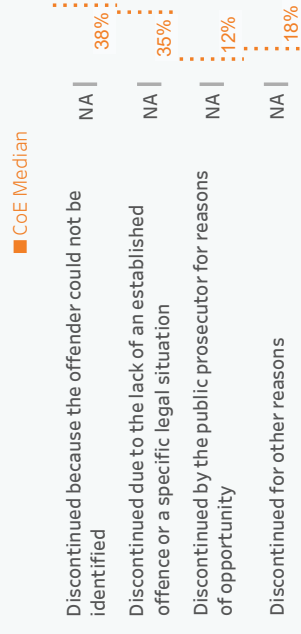 CoE Median
Discontinued because the offender could not be
identified
NA
38%
Discontinued due to the lack of an established
offence or a specific legal situation
NA
35%
Discontinued by the public prosecutor for reasons
of opportunity
NA
12%
Discontinued for other reasons
NA
18%